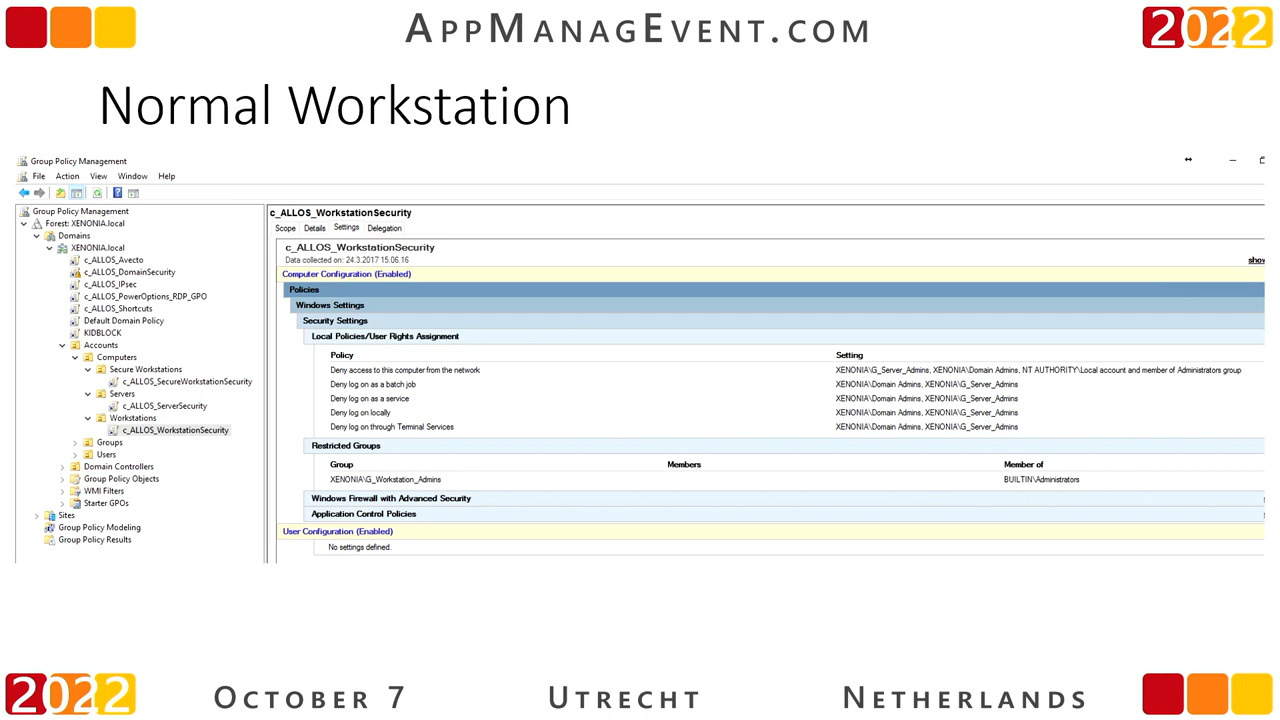 APPMANAGEVENT.COM
2022
Normal Workstation
Group Policy Management
File Action View Window Help
Group Policy Management
Forest: XENONIA.local
Domains
XENONIA.local
c_ALLOS_Avecto
c_ALLOS_DomainSecurity
c_ALLOS_IPsec
c_ALLOS_PowerOptions_RDP_GPO
c_ALLOS_Shortcuts
Default Domain Policy
KIDBLOCK
Accounts
Computers
Secure Workstations
c_ALLOS_SecureWorkstationSecurity
Servers
c_ALLOS_ServerSecurity
Workstations
c_ALLOS_WorkstationSecurity
Groups
Users
Domain Controllers
Group Policy Objects
WMI Filters
Starter GPOs
Sites
Group Policy Modeling
Group Policy Results
c_ALLOS_WorkstationSecurity
Scope Details Settings Delegation
c_ALLOS_WorkstationSecurity
Data collected on: 24.3.2017 15.06.16 show
Computer Configuration (Enabled)
Policies
Windows Settings
Security Settings
Local Policies/User Rights Assignment
Policy Setting
Deny access to this computer from the network XENONIA\G_Server_Admins, XENONIA\Domain Admins, NT AUTHORITY\Local account and member of Administrators group
Deny log on as a batch job XENONIA\Domain Admins, XENONIA\G_Server_Admins
Deny log on as a service XENONIA\Domain Admins, XENONIA\G_Server_Admins
Deny log on locally XENONIA\Domain Admins, XENONIA\G_Server_Admins
Deny log on through Terminal Services XENONIA\Domain Admins, XENONIA\G_Server_Admins
Restricted Groups
Group Members Member of
XENONIA\G_Workstation_Admins BUILTIN\Administrators
Windows Firewall with Advanced Security
Application Control Policies
User Configuration (Enabled)
No settings defined.
2022 OCTOBER 7 UTRECHT NETHERLANDS